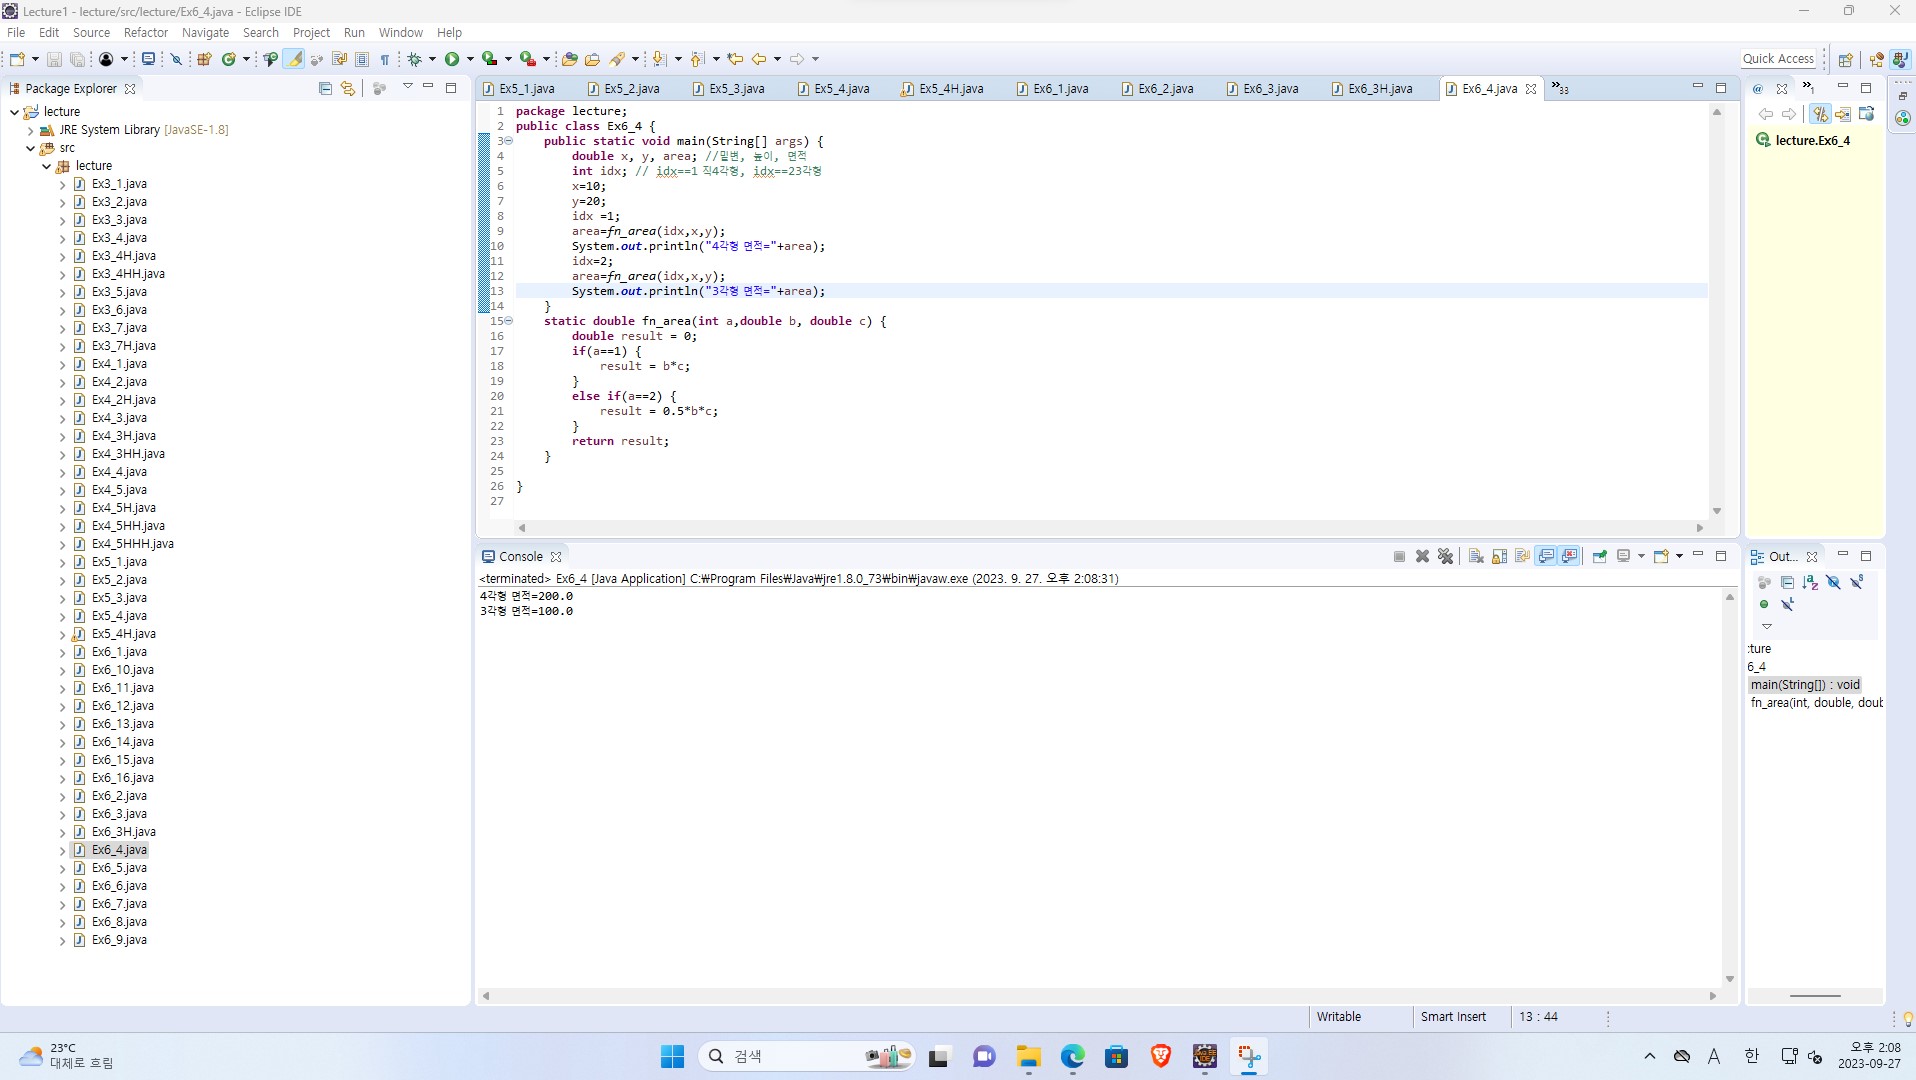 Lecture1 - lecture/src/lecture/Ex6_4.java - Eclipse IDE
File Edit Source Refactor Navigate Search Project Run Window Help
Quick Access
Package Explorer
lecture
JRE System Library [JavaSE-1.8]
src
lecture
Ex3_1.java
Ex3_2.java
Ex3_3.java
Ex3_4.java
Ex3_4H.java
Ex3_4HH.java
Ex3_5.java
Ex3_6.java
Ex3_7.java
Ex3_7H.java
Ex4_1.java
Ex4_2.java
Ex4_2H.java
Ex4_3.java
Ex4_3H.java
Ex4_3HH.java
Ex4_4.java
Ex4_5.java
Ex4_5H.java
Ex4_5HH.java
Ex4_5HHH.java
Ex5_1.java
Ex5_2.java
Ex5_3.java
Ex5_4.java
Ex5_4H.java
Ex6_1.java
Ex6_10.java
Ex6_11.java
Ex6_12.java
Ex6_13.java
Ex6_14.java
Ex6_15.java
Ex6_16.java
Ex6_2.java
Ex6_3.java
Ex6_3H.java
Ex6_4.java
Ex6_5.java
Ex6_6.java
Ex6_7.java
Ex6_8.java
Ex6_9.java
Ex5_1.java Ex5_2.java Ex5_3.java Ex5_4.java Ex5_4H.java Ex6_1.java Ex6_2.java Ex6_3.java Ex6_3H.java Ex6_4.java »33
1 package lecture;
2 public class Ex6_4 {
3 public static void main(String[] args) {
4 double x, y, area; //밑변, 높이, 면적
5 int idx; // idx==1 직4각형, idx==23각형
6 x=10;
7 y=20;
8 idx =1;
9 area=fn_area(idx,x,y);
10 System.out.println("4각형 면적="+area);
11 idx=2;
12 area=fn_area(idx,x,y);
13 System.out.println("3각형 면적="+area);
14 }
15 static double fn_area(int a,double b, double c) {
16 double result = 0;
17 if(a==1) {
18 result = b*c;
19 }
20 else if(a==2) {
21 result = 0.5*b*c;
22 }
23 return result;
24 }
25
26 }
27
»1
lecture.Ex6_4
Console
<terminated> Ex6_4 [Java Application] C:₩Program Files₩Java₩jre1.8.0_73₩bin₩javaw.exe (2023. 9. 27. 오후 2:08:31)
4각형 면적=200.0
3각형 면적=100.0
Out...
:ture
6_4
main(String[]) : void
fn_area(int, double, doub
Writable Smart Insert 13 : 44
23°C
대체로 흐림
검색
A 한
오후 2:08
2023-09-27